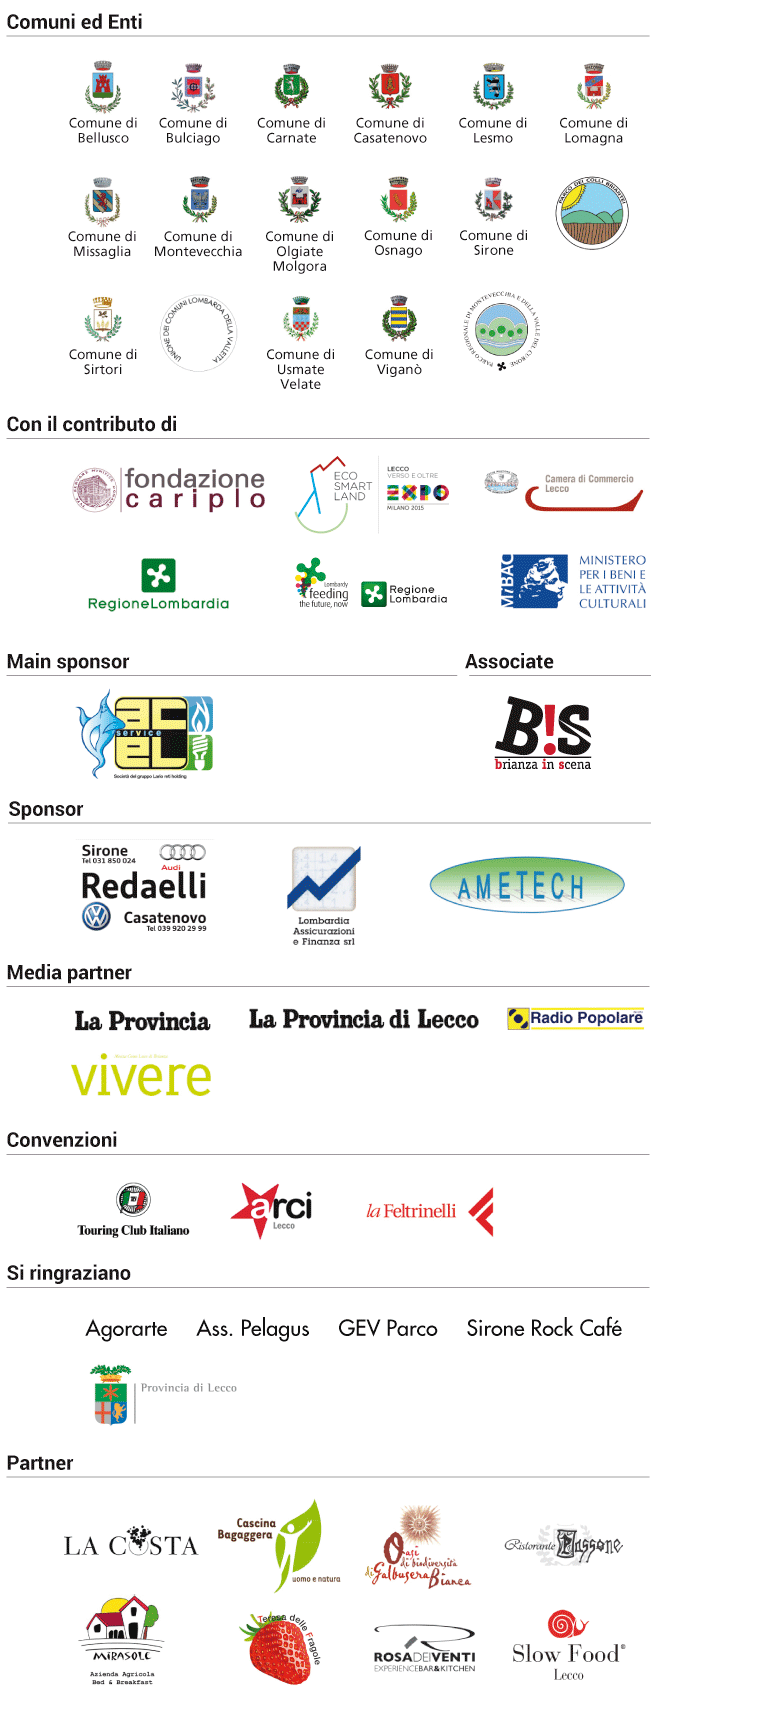 Comuni ed Enti
Comune di
Bellusco
Comune di
Bulciago
Comune di
Carnate
Comune di
Casatenovo
Comune di
Lesmo
Comune di
Lomagna
Comune di
Missaglia
Comune di
Montevecchia
Comune di
Olgiate
Molgora
Comune di
Osnago
Comune di
Sirone
PARCO DEI COLLI BRIANTEI
Comune di
Sirtori
UNIONE DEI COMUNI LOMBARDA DELLA VALLETTA
Comune di
Usmate
Velate
Comune di
Viganò
PARCO REGIONALE DI MONTEVECCHIA E DELLA VALLE DEL CURONE
Con il contributo di
fondazione
cariplo
ECO
SMART
LAND
LECCO
VERSO E OLTRE
EXPO
MILANO 2015
Camera di Commercio
Lecco
RegioneLombardia
Lombardy
feeding
the future, now
Regione
Lombardia
MiBAC
MINISTERO
PER I BENI E
LE ATTIVITÀ
CULTURALI
Main sponsor
Associate
acel
service
Società del gruppo Lario reti holding
B!S
brianza in scena
Sponsor
Sirone
Tel 031 850 024
Audi
Redaelli
Casatenovo
Tel 039 920 29 99
Lombardia
Assicurazioni
e Finanza srl
AMETECH
Media partner
La Provincia
La Provincia di Lecco
Radio Popolare
vivere
Convenzioni
Touring Club Italiano
arci
Lecco
la Feltrinelli
Si ringraziano
Agorarte
Ass. Pelagus
GEV Parco
Sirone Rock Café
Provincia di Lecco
Partner
LA COSTA
Cascina
Bagaggera
uomo e natura
Oasi
di biodiversità
di Galbusera Bianca
Ristorante Passone
MIRASOLE
Azienda Agricola
Bed & Breakfast
Teresa delle Fragole
ROSADEIVENTI
EXPERIENCEBAR&KITCHEN
Slow Food®
Lecco